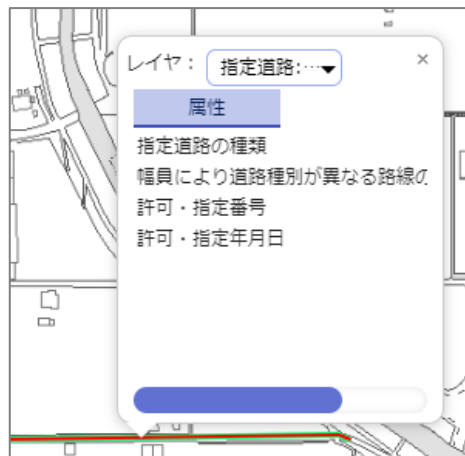 レイヤ： 指定道路:…
×
属性
指定道路の種類
幅員により道路種別が異なる路線の
許可・指定番号
許可・指定年月日